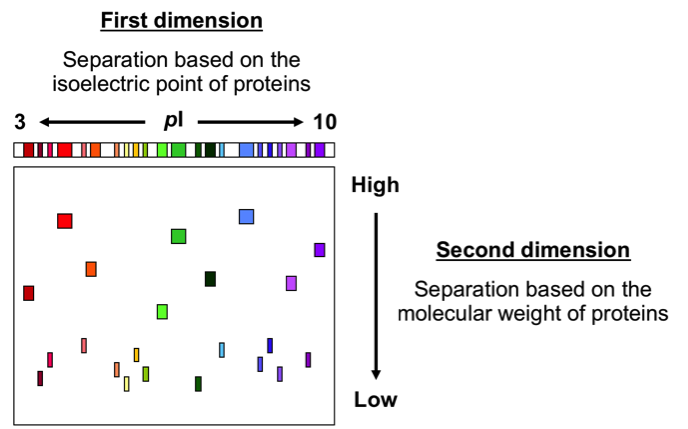 First dimension
Separation based on the
isoelectric point of proteins
3 pI 10
High
Second dimension
Separation based on the
molecular weight of proteins
Low